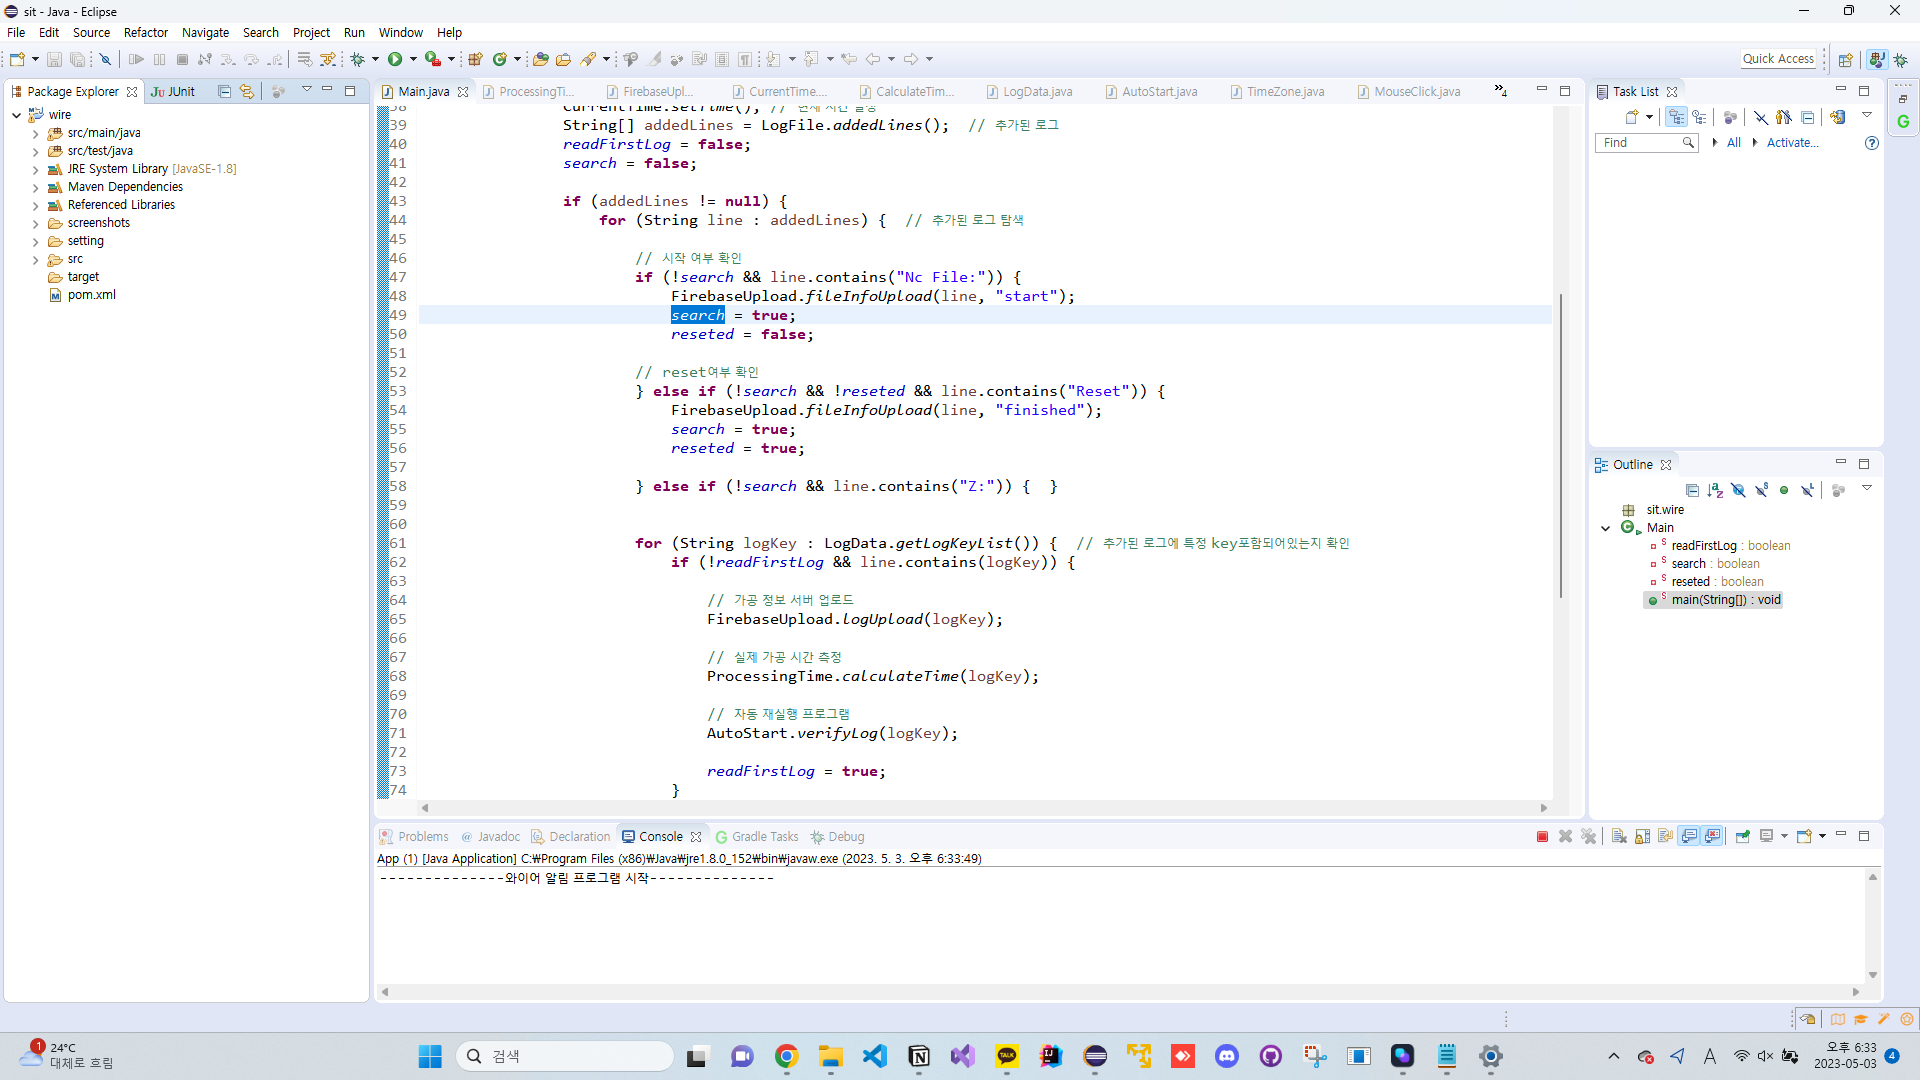 sit - Java - Eclipse
File Edit Source Refactor Navigate Search Project Run Window Help
Quick Access
Package Explorer JUnit
wire
src/main/java
src/test/java
JRE System Library [JavaSE-1.8]
Maven Dependencies
Referenced Libraries
screenshots
setting
src
target
pom.xml
Main.java ProcessingTi... FirebaseUpl... CurrentTime.... CalculateTim... LogData.java AutoStart.java TimeZone.java MouseClick.java »4
38 CurrentTime.setTime(); // 현재 시간 설정
39 String[] addedLines = LogFile.addedLines(); // 추가된 로그
40 readFirstLog = false;
41 search = false;
42
43 if (addedLines != null) {
44 for (String line : addedLines) { // 추가된 로그 탐색
45
46 // 시작 여부 확인
47 if (!search && line.contains("Nc File:")) {
48 FirebaseUpload.fileInfoUpload(line, "start");
49 search = true;
50 reseted = false;
51
52 // reset여부 확인
53 } else if (!search && !reseted && line.contains("Reset")) {
54 FirebaseUpload.fileInfoUpload(line, "finished");
55 search = true;
56 reseted = true;
57
58 } else if (!search && line.contains("Z:")) { }
59
60
61 for (String logKey : LogData.getLogKeyList()) { // 추가된 로그에 특정 key포함되어있는지 확인
62 if (!readFirstLog && line.contains(logKey)) {
63
64 // 가공 정보 서버 업로드
65 FirebaseUpload.logUpload(logKey);
66
67 // 실제 가공 시간 측정
68 ProcessingTime.calculateTime(logKey);
69
70 // 자동 재실행 프로그램
71 AutoStart.verifyLog(logKey);
72
73 readFirstLog = true;
74 }
Task List
Find All Activate...
Outline
sit.wire
Main
readFirstLog : boolean
search : boolean
reseted : boolean
main(String[]) : void
Problems Javadoc Declaration Console Gradle Tasks Debug
App (1) [Java Application] C:₩Program Files (x86)₩Java₩jre1.8.0_152₩bin₩javaw.exe (2023. 5. 3. 오후 6:33:49)
--------------와이어 알림 프로그램 시작--------------
1
24°C
대체로 흐림
검색
TALK
A
오후 6:33
2023-05-03
4